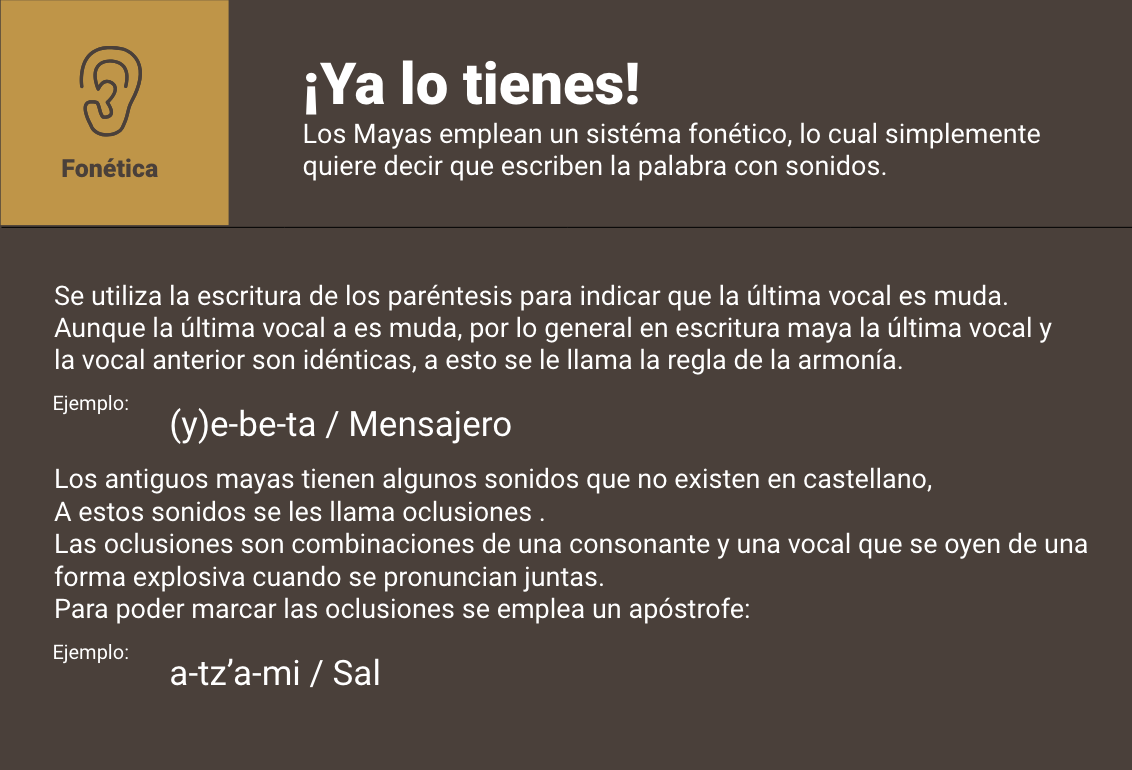 Fonética
¡Ya lo tienes!
Los Mayas emplean un sistéma fonético, lo cual simplemente
quiere decir que escriben la palabra con sonidos.
Se utiliza la escritura de los paréntesis para indicar que la última vocal es muda.
Aunque la última vocal a es muda, por lo general en escritura maya la última vocal y
la vocal anterior son idénticas, a esto se le llama la regla de la armonía.
Ejemplo:
(y)e-be-ta / Mensajero
Los antiguos mayas tienen algunos sonidos que no existen en castellano,
A estos sonidos se les llama oclusiones .
Las oclusiones son combinaciones de una consonante y una vocal que se oyen de una
forma explosiva cuando se pronuncian juntas.
Para poder marcar las oclusiones se emplea un apóstrofe:
Ejemplo:
a-tz’a-mi / Sal